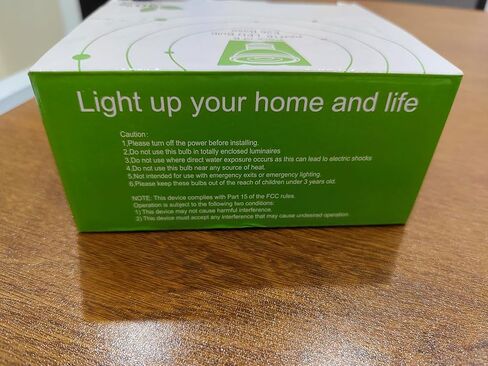 Light up your home and life
Caution:
1,Please turn off the power before installing.
2,Do not use this bulb in totally enclosed luminaires
3,Do not use where direct water exposure occurs as this can lead to electric shocks
4,Do not use this bulb near any source of heat.
5,Not intended for use with emergency exits or emergency lighting.
6,Please keep these bulbs out of the reach of children under 3 years old.
NOTE: This device complies with Part 15 of the FCC rules.
Operation is subject to the following two conditions:
1) This device may not cause harmful interference.
2) This device must accept any interference that may cause undesired operation.